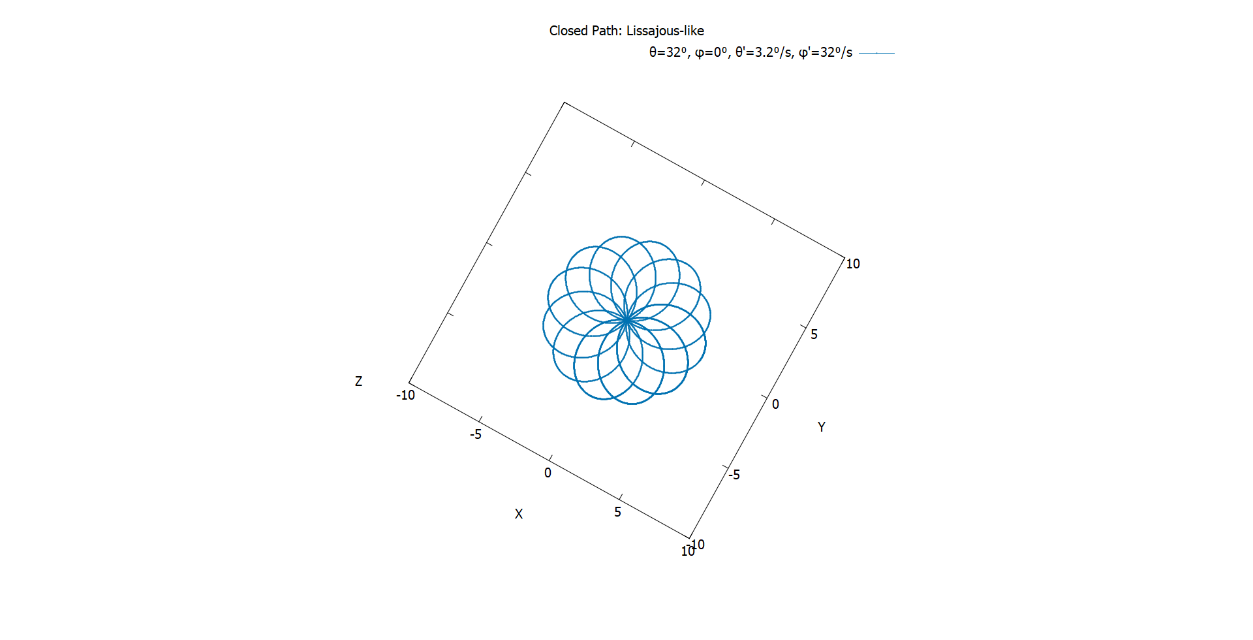 Closed Path: Lissajous-like
θ=32º, φ=0º, θ'=3.2º/s, φ'=32º/s
10
5
0
-5
-10
Y
Z
-10
-5
0
5
10
X